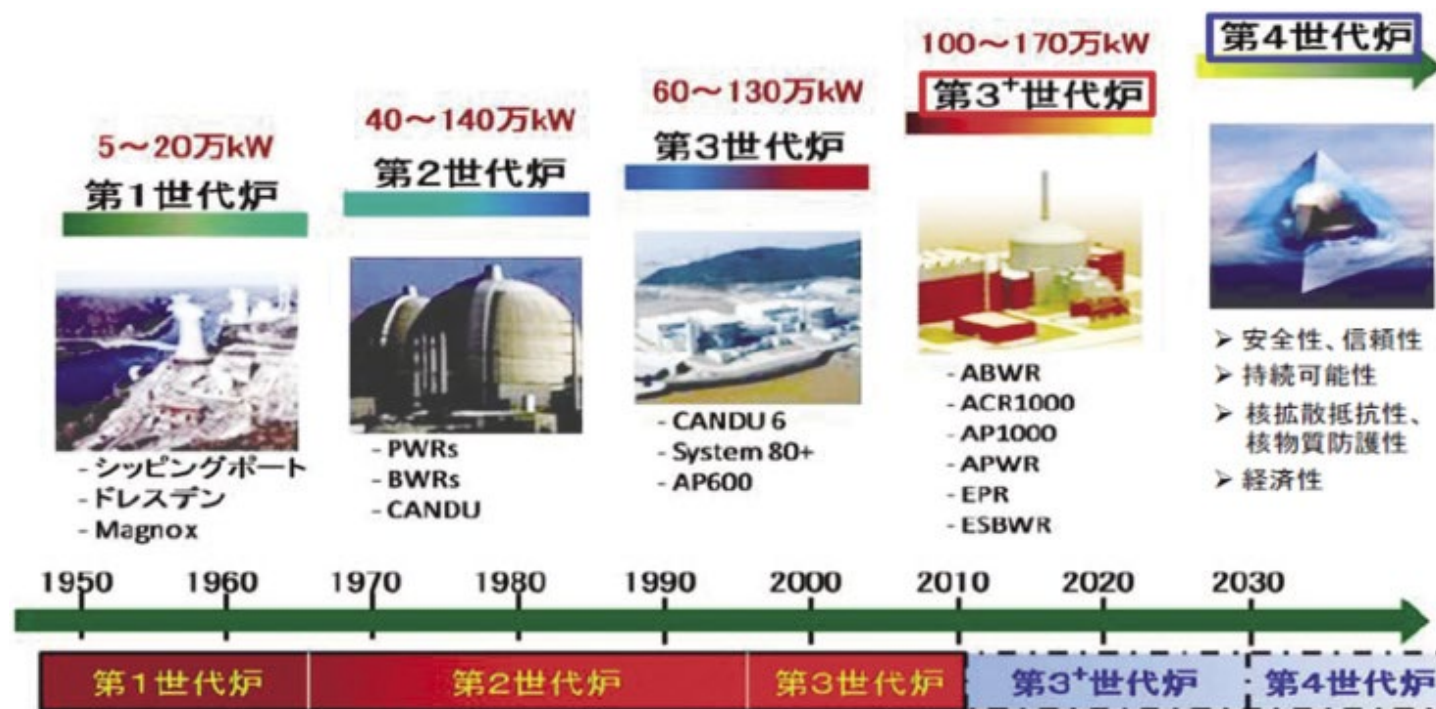 5～20万kW
第1世代炉
- シッピングポート
- ドレスデン
- Magnox
40～140万kW
第2世代炉
- PWRs
- BWRs
- CANDU
60～130万kW
第3世代炉
- CANDU 6
- System 80+
- AP600
100～170万kW
第3⁺世代炉
- ABWR
- ACR1000
- AP1000
- APWR
- EPR
- ESBWR
第4世代炉
➢ 安全性、信頼性
➢ 持続可能性
➢ 核拡散抵抗性、
核物質防護性
➢ 経済性
1950 1960 1970 1980 1990 2000 2010 2020 2030
第1世代炉 第2世代炉 第3世代炉 第3⁺世代炉 第4世代炉